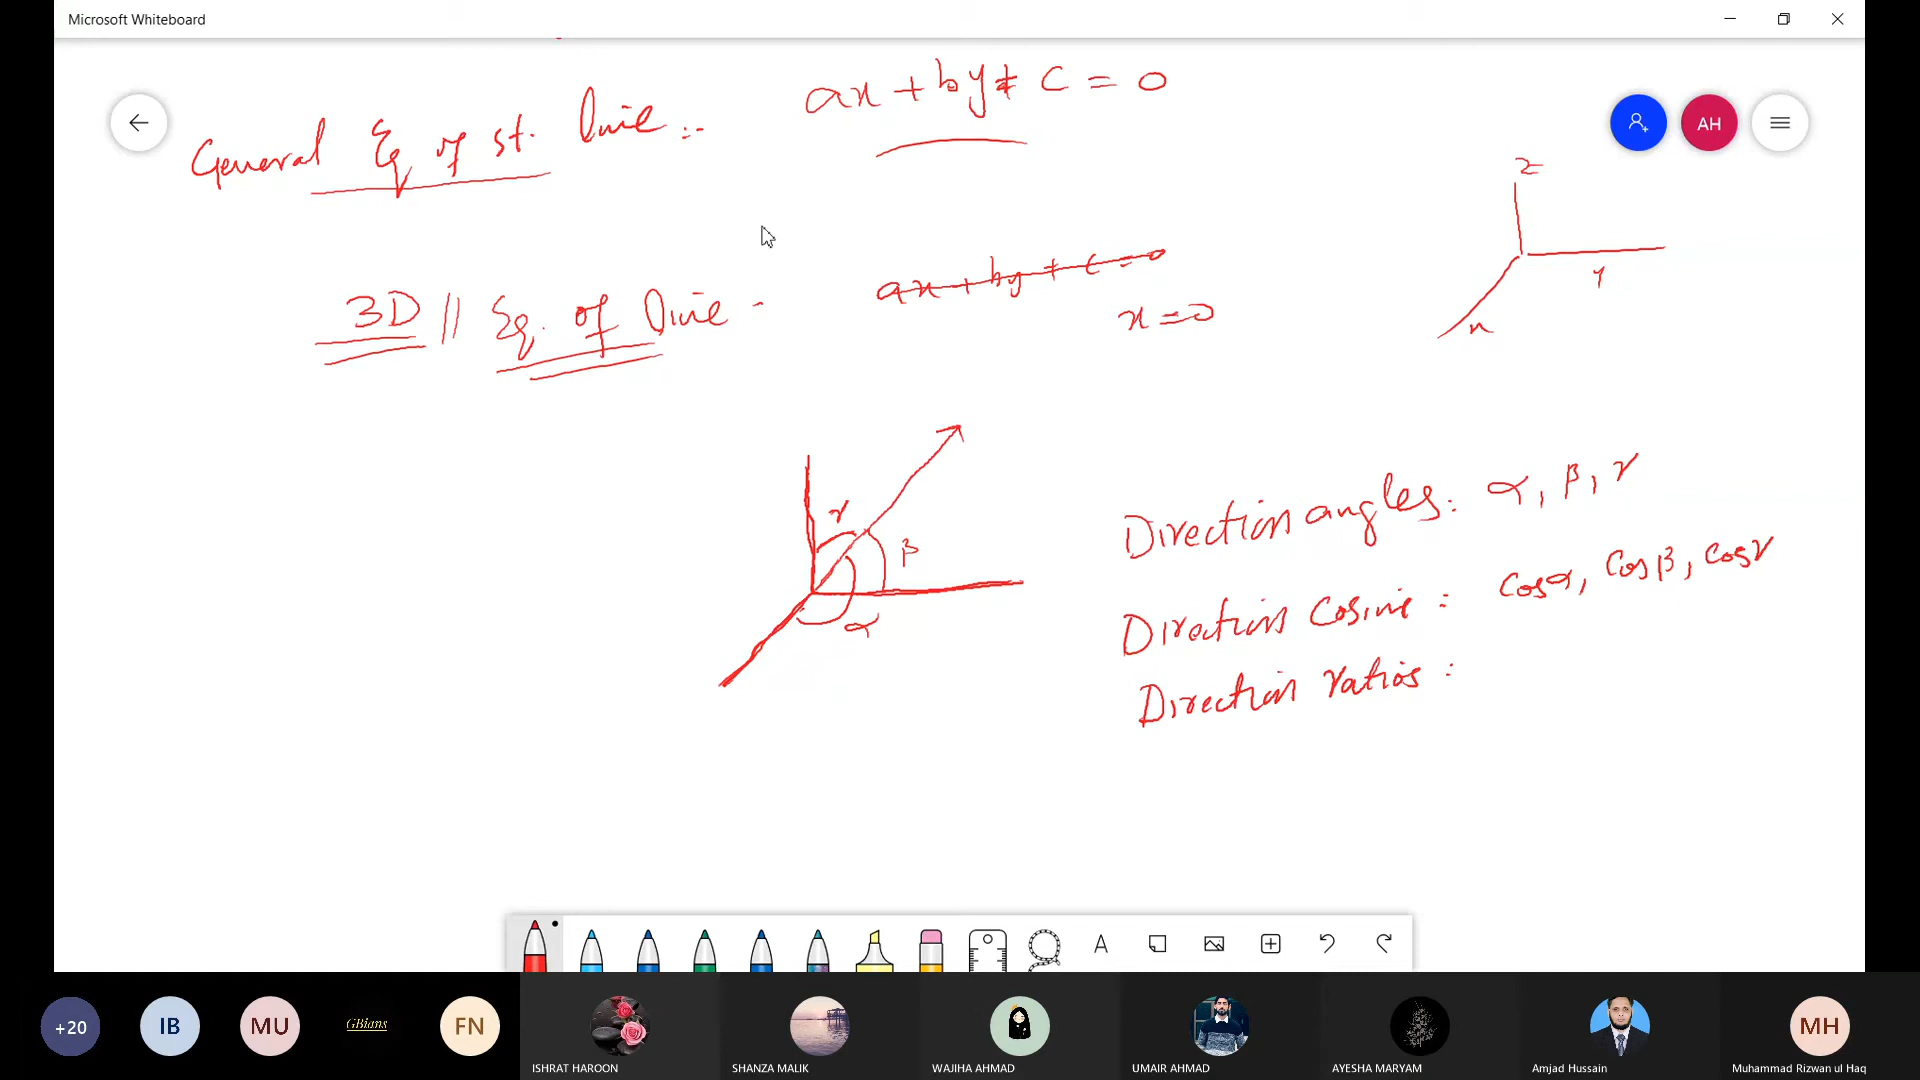 Microsoft Whiteboard
General Eq of st. line :-
ax + by + c = 0
AH
z
y
x
3D // Eq. of line -
ax + by + c = 0
x = 0
γ
β
α
Direction angles : α, β, γ
Direction Cosine : Cosα, Cosβ, Cosγ
Direction ratios :
A
+20
IB
MU
GBians
FN
ISHRAT HAROON
SHANZA MALIK
WAJIHA AHMAD
UMAIR AHMAD
AYESHA MARYAM
Amjad Hussain
MH
Muhammad Rizwan ul Haq